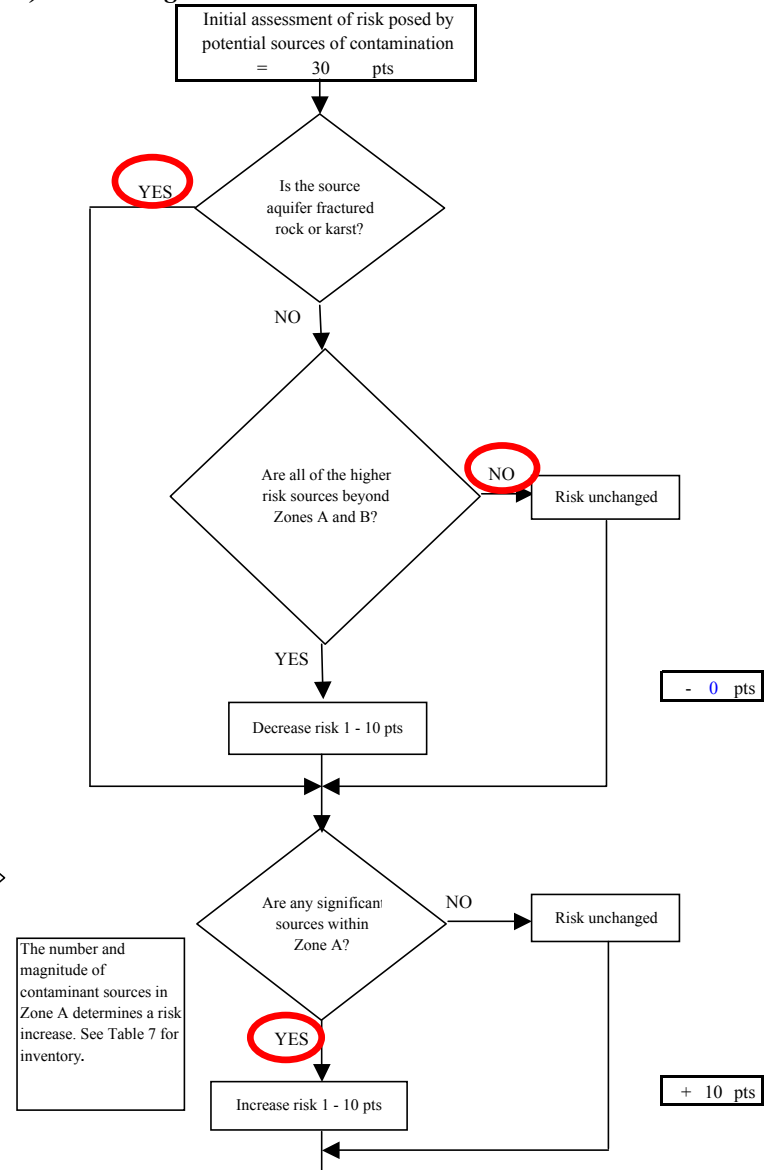 Initial assessment of risk posed by
potential sources of contamination
= 30 pts
YES
Is the source
aquifer fractured
rock or karst?
NO
Are all of the higher
risk sources beyond
Zones A and B?
NO
Risk unchanged
YES
- 0 pts
Decrease risk 1 - 10 pts
Are any significant
sources within
Zone A?
NO
Risk unchanged
The number and
magnitude of
contaminant sources in
Zone A determines a risk
increase. See Table 7 for
inventory.
YES
Increase risk 1 - 10 pts
+ 10 pts